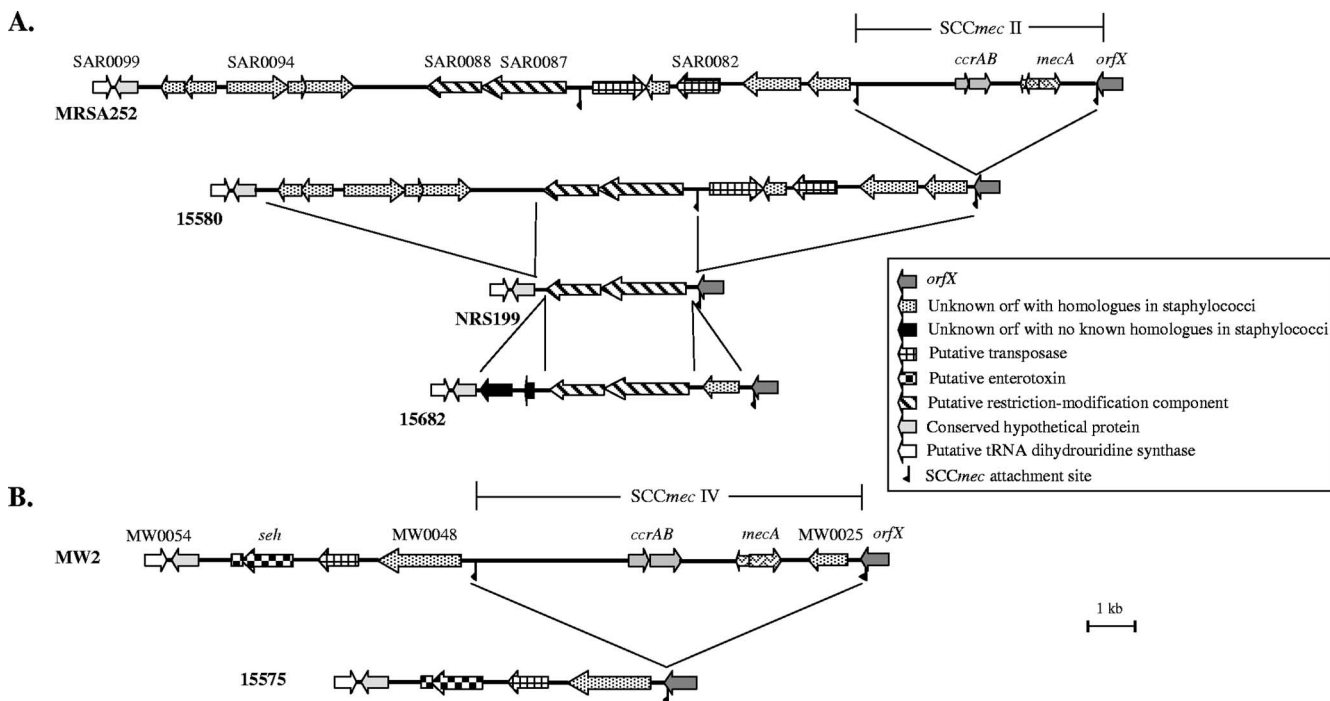 A.
SCCmec II
SAR0099 SAR0094 SAR0088 SAR0087 SAR0082 ccrAB mecA orfX
MRSA252
15580
NRS199
15682
orfX
Unknown orf with homologues in staphylococci
Unknown orf with no known homologues in staphylococci
Putative transposase
Putative enterotoxin
Putative restriction-modification component
Conserved hypothetical protein
Putative tRNA dihydrouridine synthase
SCCmec attachment site
B.
SCCmec IV
MW0054 seh MW0048 ccrAB mecA MW0025 orfX
MW2
1 kb
15575